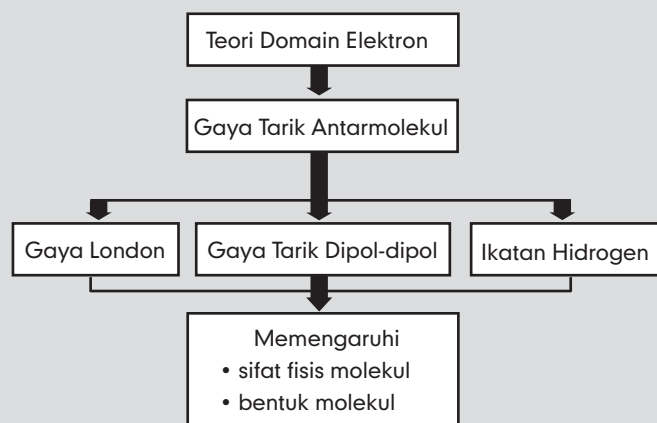 Teori Domain Elektron
Gaya Tarik Antarmolekul
Gaya London
Gaya Tarik Dipol-dipol
Ikatan Hidrogen
Memengaruhi
• sifat fisis molekul
• bentuk molekul